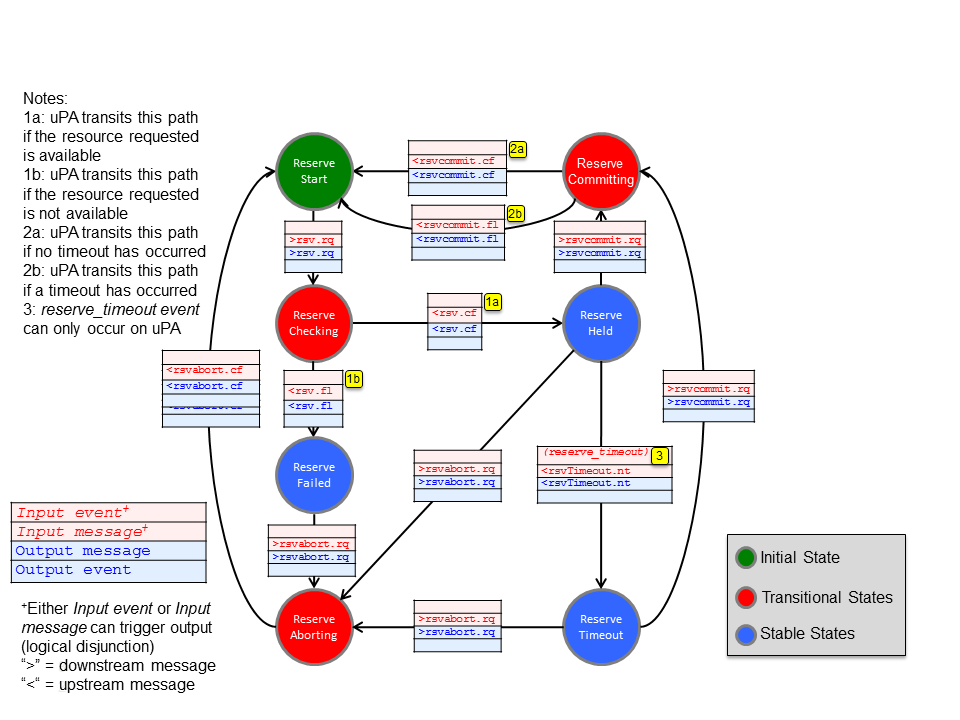 Notes:
1a: uPA transits this path
if the resource requested
is available
1b: uPA transits this path
if the resource requested
is not available
2a: uPA transits this path
if no timeout has occurred
2b: uPA transits this path
if a timeout has occurred
3: reserve_timeout event
can only occur on uPA
Reserve
Start
2a
<rsvcommit.cf
<rsvcommit.cf
Reserve
Committing
2b
<rsvcommit.fl
<rsvcommit.fl
>rsv.rq
>rsv.rq
>rsvcommit.rq
>rsvcommit.rq
Reserve
Checking
1a
<rsv.cf
<rsv.cf
Reserve
Held
<rsvabort.cf
<rsvabort.cf
1b
<rsv.fl
<rsv.fl
>rsvcommit.rq
>rsvcommit.rq
Reserve
Failed
>rsvabort.rq
>rsvabort.rq
(reserve_timeout)
3
<rsvTimeout.nt
<rsvTimeout.nt
Input event+
Input message+
Output message
Output event
>rsvabort.rq
>rsvabort.rq
Reserve
Aborting
>rsvabort.rq
>rsvabort.rq
Reserve
Timeout
Initial State
Transitional States
Stable States
+Either Input event or Input
message can trigger output
(logical disjunction)
“>” = downstream message
“<“ = upstream message